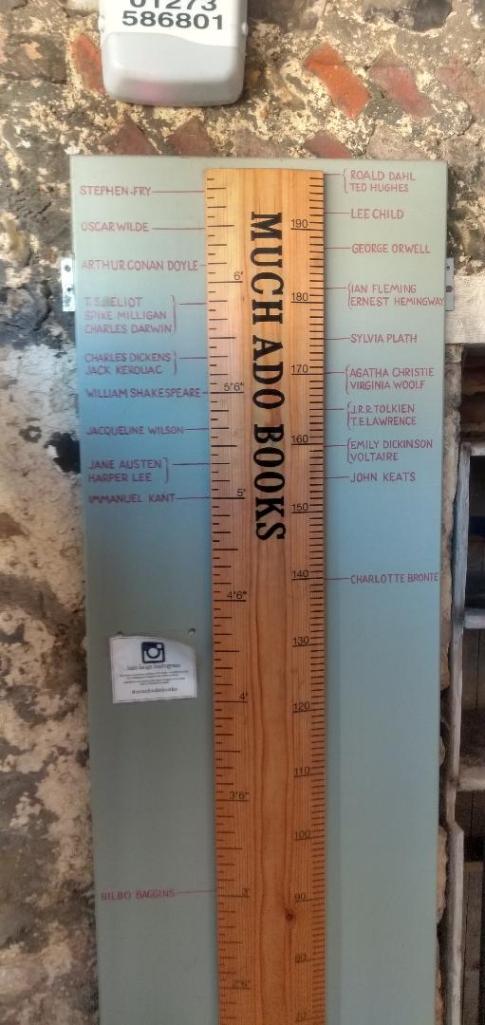 01273
586801
MUCH ADO BOOKS
STEPHEN FRY
OSCAR WILDE
ARTHUR CONAN DOYLE
T.S. ELIOT
SPIKE MILLIGAN
CHARLES DARWIN
CHARLES DICKENS
JACK KEROUAC
WILLIAM SHAKESPEARE
JACQUELINE WILSON
JANE AUSTEN
HARPER LEE
IMMANUEL KANT
BILBO BAGGINS
6'
5'6"
5'
4'6"
4'
3'6"
3'
2'6"
190
180
170
160
150
140
130
120
110
100
90
80
70
ROALD DAHL
TED HUGHES
LEE CHILD
GEORGE ORWELL
IAN FLEMING
ERNEST HEMINGWAY
SYLVIA PLATH
AGATHA CHRISTIE
VIRGINIA WOOLF
J.R.R. TOLKIEN
T.E. LAWRENCE
EMILY DICKINSON
VOLTAIRE
JOHN KEATS
CHARLOTTE BRONTE